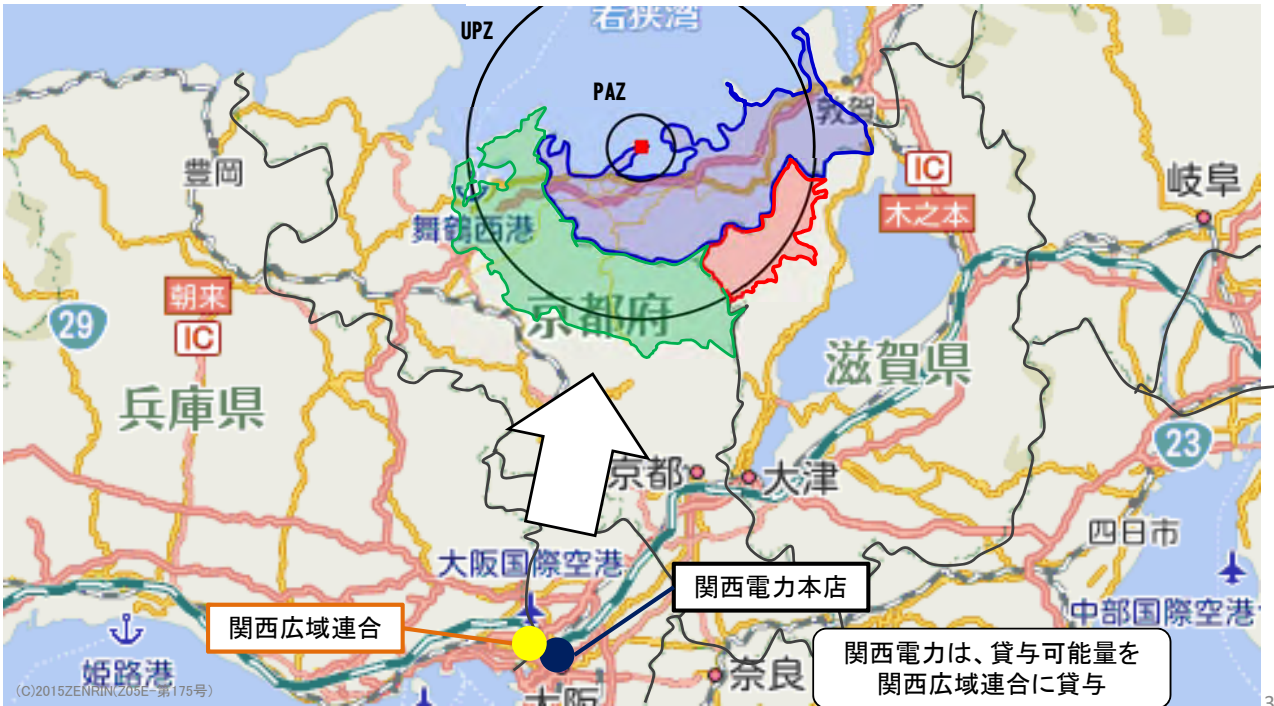 若狭湾
UPZ
PAZ
敦賀
豊岡
IC
木之本
岐阜
舞鶴西港
朝来
IC
29
京都府
滋賀県
兵庫県
23
京都
大津
四日市
大阪国際空港
関西電力本店
関西広域連合
中部国際空港
姫路港
奈良
関西電力は、貸与可能量を
関西広域連合に貸与
(C)2015ZENRIN(Z05E-第175号)
大阪
3